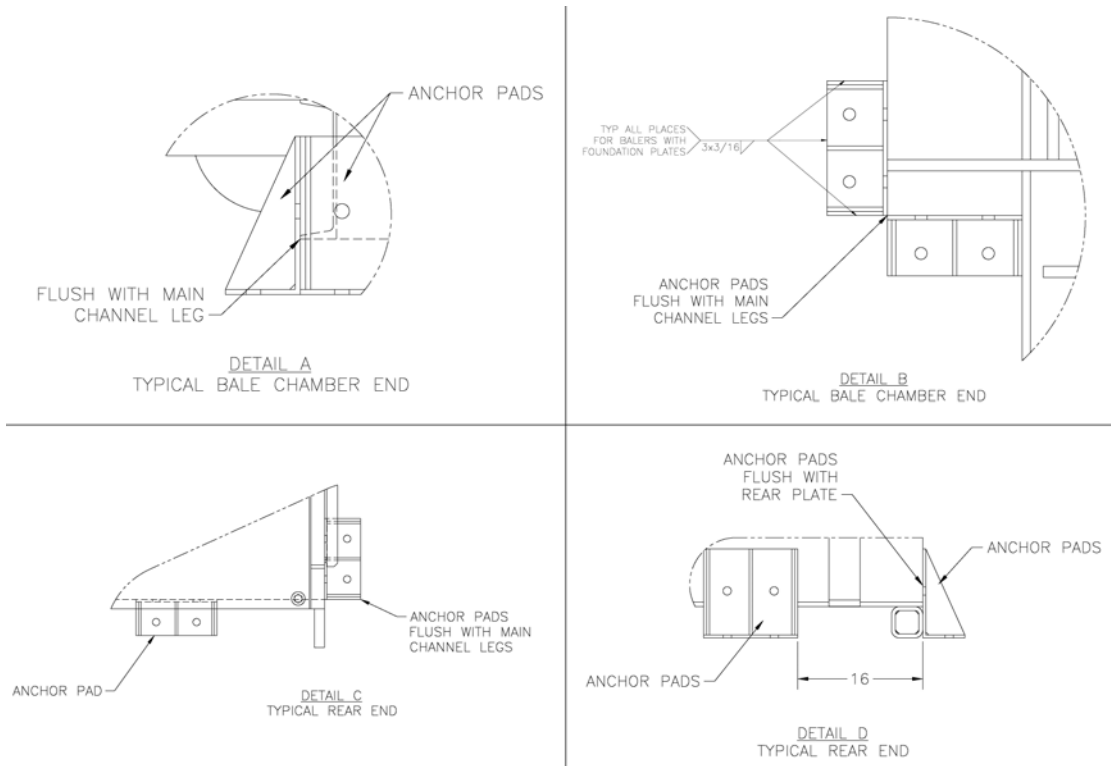 ANCHOR PADS
FLUSH WITH MAIN
CHANNEL LEG
DETAIL A
TYPICAL BALE CHAMBER END
TYP ALL PLACES
FOR BALERS WITH
FOUNDATION PLATES
3x3/16
ANCHOR PADS
FLUSH WITH MAIN
CHANNEL LEGS
DETAIL B
TYPICAL BALE CHAMBER END
ANCHOR PADS
FLUSH WITH MAIN
CHANNEL LEGS
ANCHOR PAD
DETAIL C
TYPICAL REAR END
ANCHOR PADS
FLUSH WITH
REAR PLATE
ANCHOR PADS
ANCHOR PADS
16
DETAIL D
TYPICAL REAR END